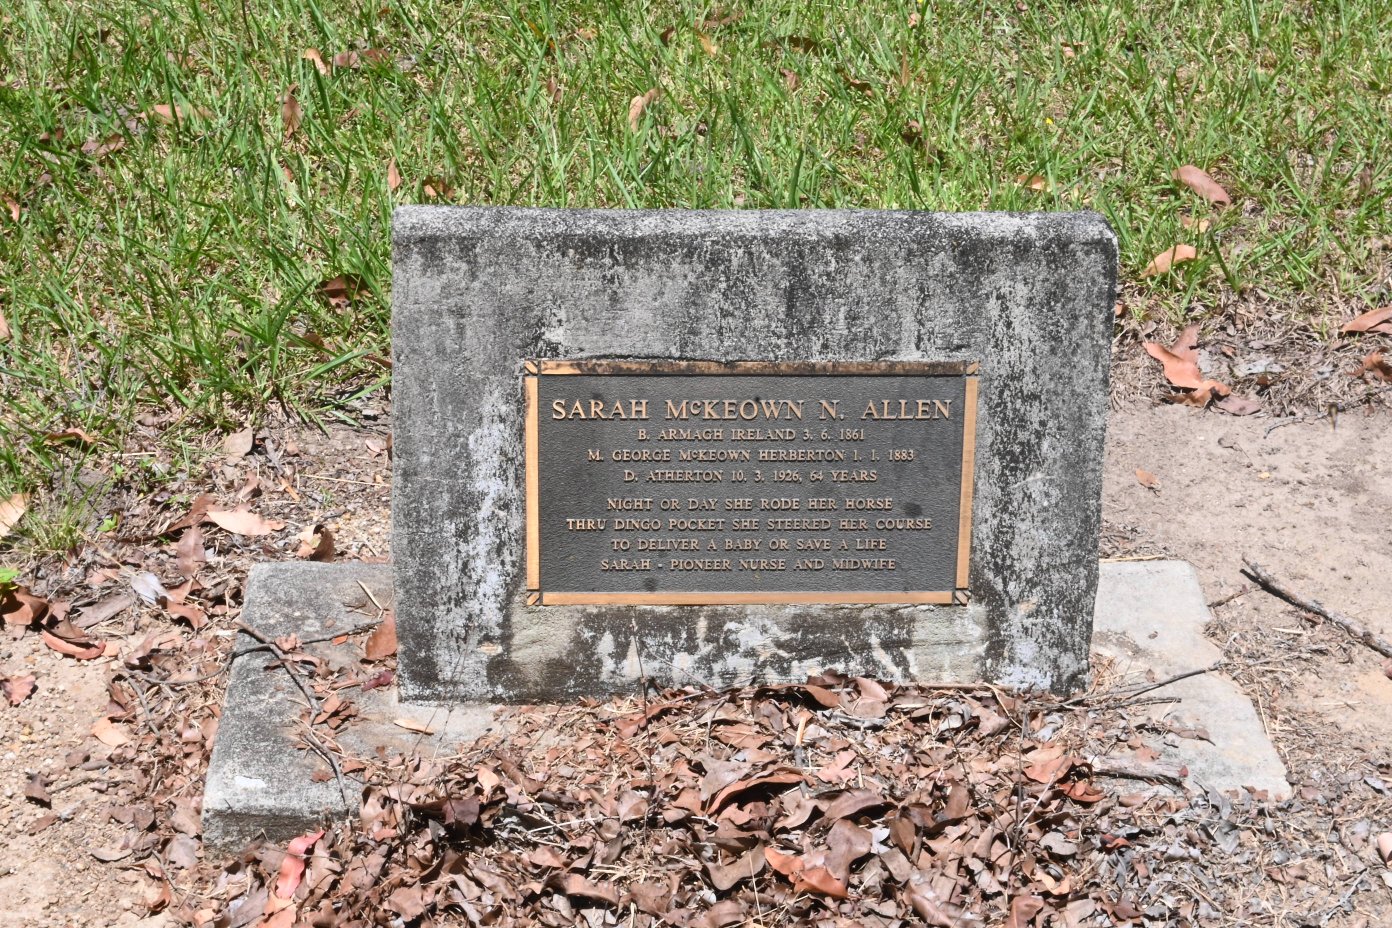 SARAH McKEOWN N. ALLEN
B. ARMAGH IRELAND 3. 6. 1861
M. GEORGE McKEOWN HERBERTON 1. 1. 1883
D. ATHERTON 10. 3. 1926, 64 YEARS
NIGHT OR DAY SHE RODE HER HORSE
THRU DINGO POCKET SHE STEERED HER COURSE
TO DELIVER A BABY OR SAVE A LIFE
SARAH - PIONEER NURSE AND MIDWIFE